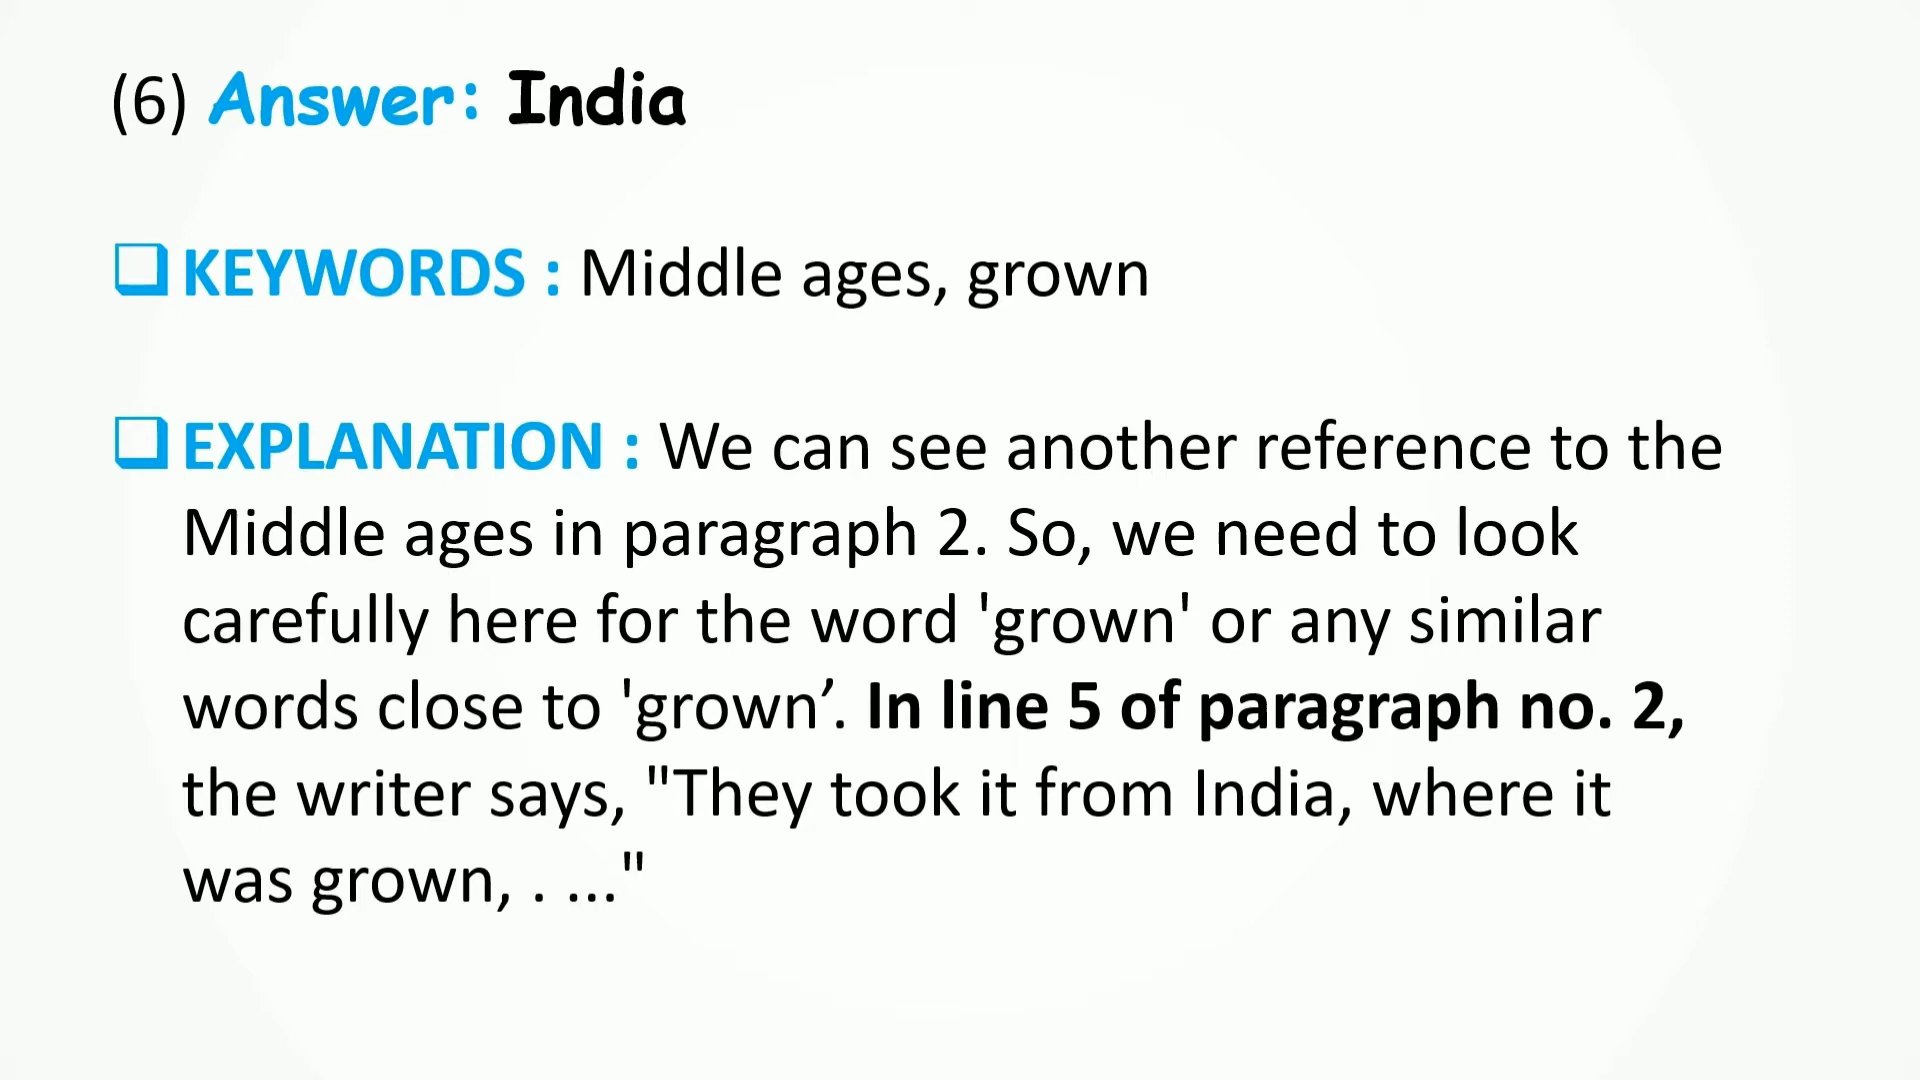 (6) Answer: India
❑KEYWORDS : Middle ages, grown
❑EXPLANATION : We can see another reference to the
Middle ages in paragraph 2. So, we need to look
carefully here for the word 'grown' or any similar
words close to 'grown’. In line 5 of paragraph no. 2,
the writer says, "They took it from India, where it
was grown, . ..."